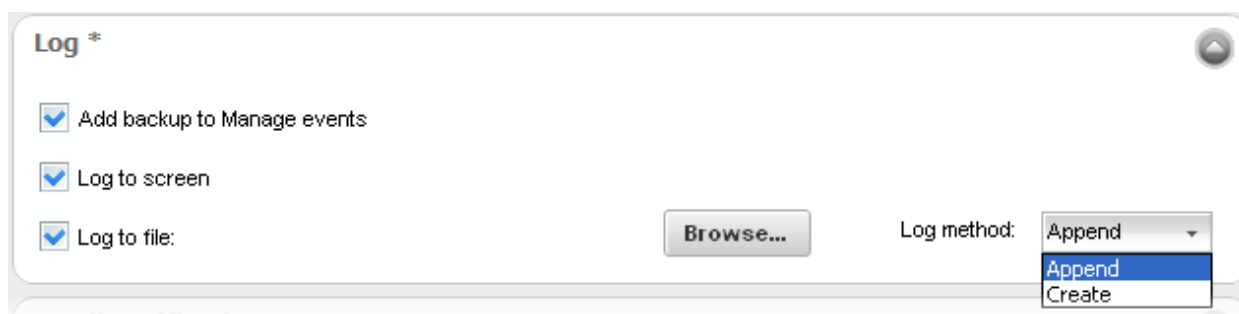 Log *
Add backup to Manage events
Log to screen
Log to file:
Browse...
Log method:
Append
Append
Create